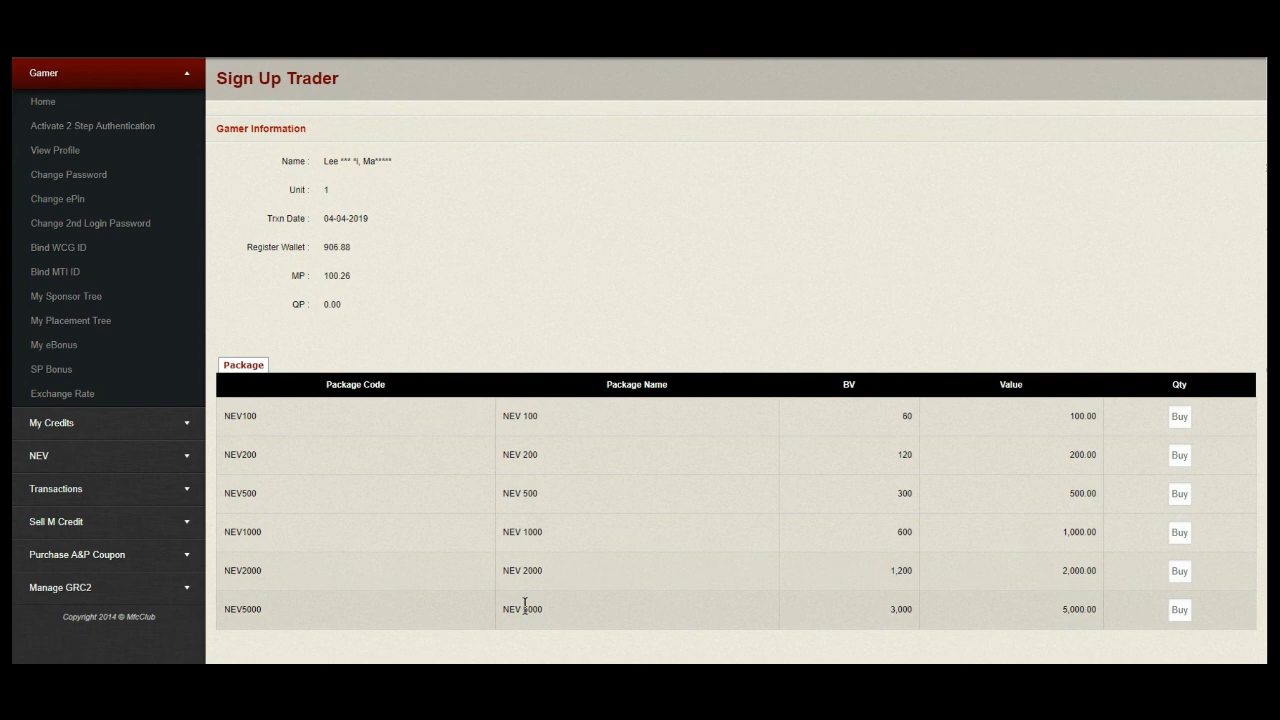 Gamer
Home
Activate 2 Step Authentication
View Profile
Change Password
Change ePin
Change 2nd Login Password
Bind WCG ID
Bind MTI ID
My Sponsor Tree
My Placement Tree
My eBonus
SP Bonus
Exchange Rate
My Credits
NEV
Transactions
Sell M Credit
Purchase A&P Coupon
Manage GRC2
Copyright 2014 © MfcClub
Sign Up Trader
Gamer Information
Name : Lee *** *i, Ma*****
Unit : 1
Trxn Date : 04-04-2019
Register Wallet : 906.88
MP : 100.26
QP : 0.00
Package
Package Code Package Name BV Value Qty
NEV100 NEV 100 60 100.00 Buy
NEV200 NEV 200 120 200.00 Buy
NEV500 NEV 500 300 500.00 Buy
NEV1000 NEV 1000 600 1,000.00 Buy
NEV2000 NEV 2000 1,200 2,000.00 Buy
NEV5000 NEV 5000 3,000 5,000.00 Buy